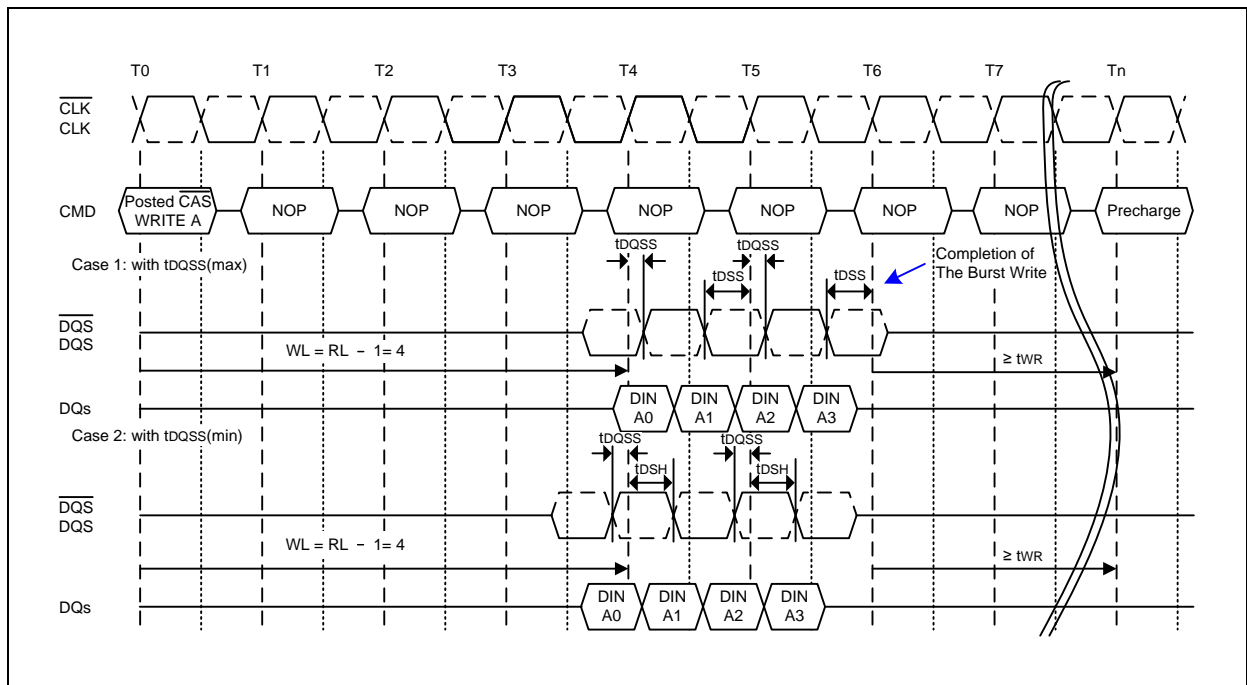 T0 T1 T2 T3 T4 T5 T6 T7 Tn
CLK
CLK
CMD
Posted CAS
WRITE A
NOP NOP NOP NOP NOP NOP NOP Precharge
Case 1: with tDQSS(max)
tDQSS tDSS tDQSS tDSS
Completion of
The Burst Write
DQS
DQS
WL = RL − 1= 4
≥ tWR
DQs
DIN
A0
DIN
A1
DIN
A2
DIN
A3
Case 2: with tDQSS(min)
tDQSS tDSH tDQSS tDSH
DQS
DQS
WL = RL − 1= 4
≥ tWR
DQs
DIN
A0
DIN
A1
DIN
A2
DIN
A3